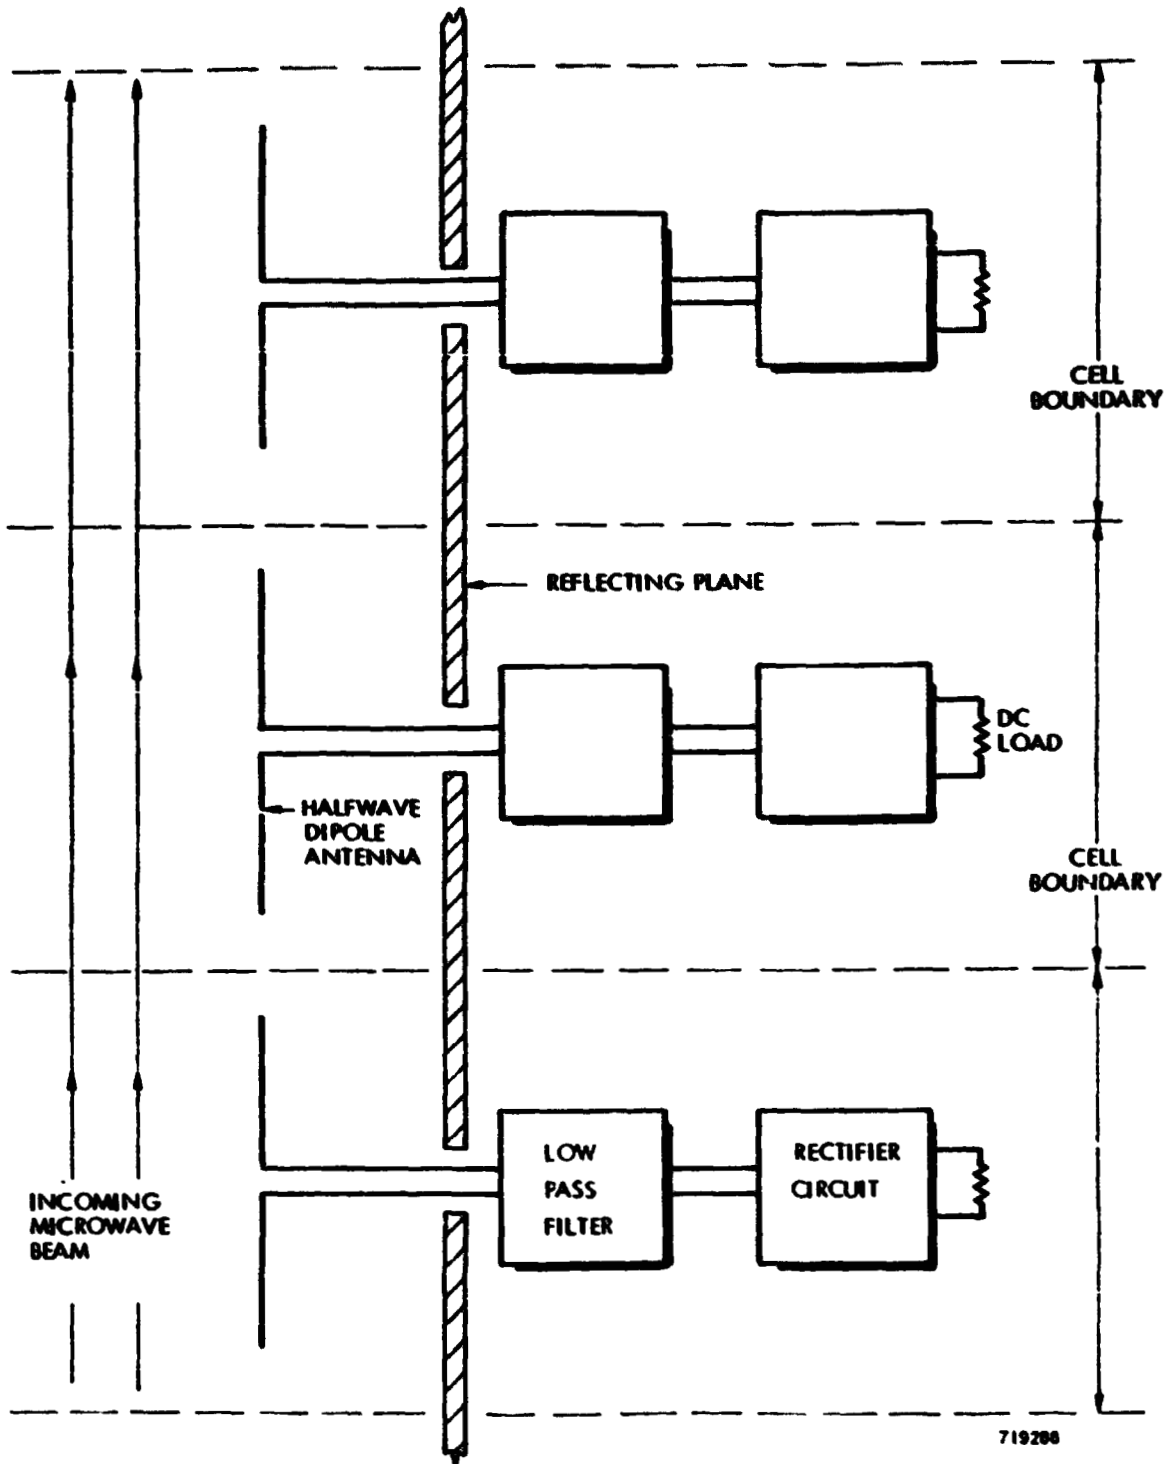 CELL
BOUNDARY
REFLECTING PLANE
DC
LOAD
HALFWAVE
DIPOLE
ANTENNA
CELL
BOUNDARY
LOW
PASS
FILTER
RECTIFIER
CIRCUIT
INCOMING
MICROWAVE
BEAM
719286